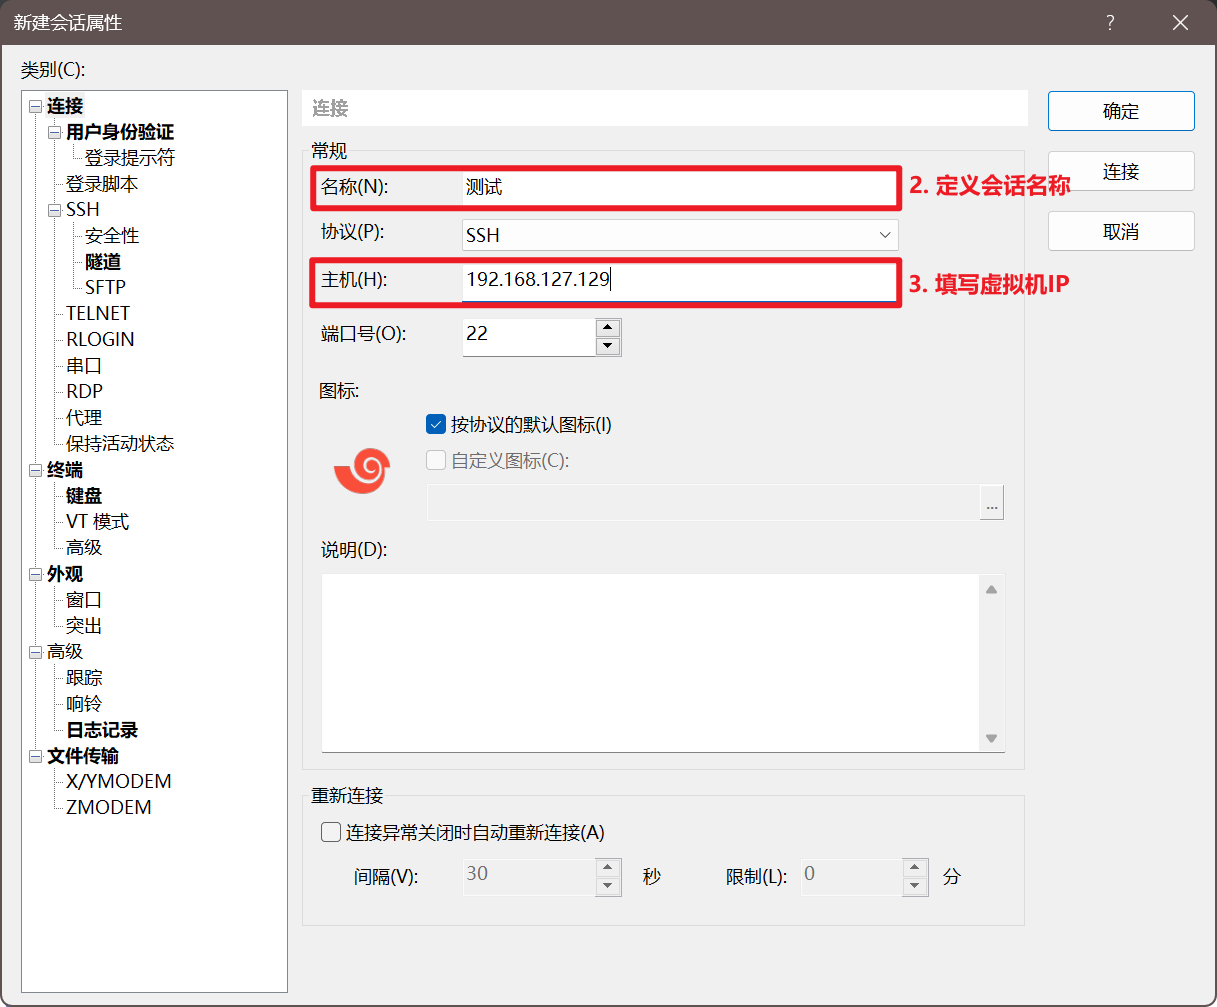 新建会话属性
?
类别(C):
连接
用户身份验证
登录提示符
登录脚本
SSH
安全性
隧道
SFTP
TELNET
RLOGIN
串口
RDP
代理
保持活动状态
终端
键盘
VT 模式
高级
外观
窗口
突出
高级
跟踪
响铃
日志记录
文件传输
X/YMODEM
ZMODEM
连接
常规
名称(N): 测试
2. 定义会话名称
协议(P): SSH
主机(H): 192.168.127.129
3. 填写虚拟机IP
端口号(O): 22
图标:
按协议的默认图标(I)
自定义图标(C):
...
说明(D):
重新连接
连接异常关闭时自动重新连接(A)
间隔(V): 30 秒 限制(L): 0 分
确定
连接
取消